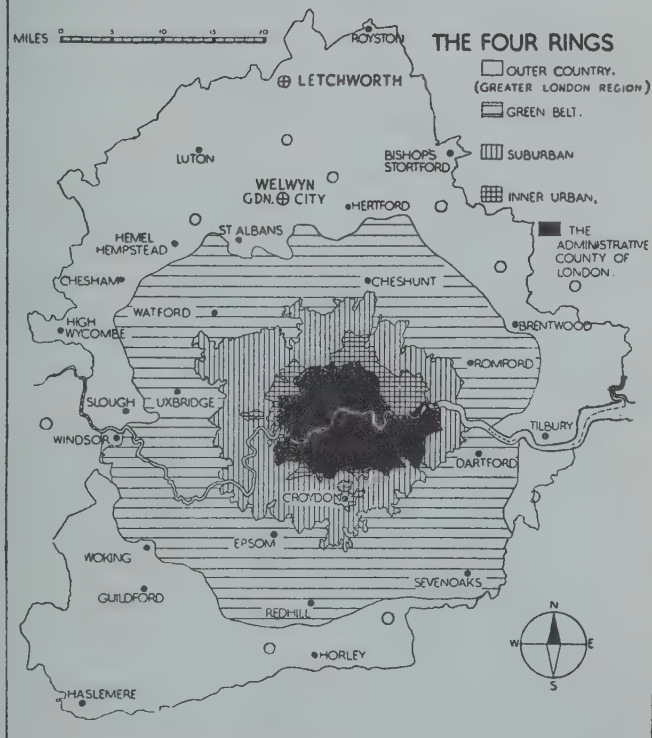 MILES 0 5 10 15 20
ROYSTON
THE FOUR RINGS
OUTER COUNTRY.
(GREATER LONDON REGION)
GREEN BELT.
SUBURBAN
INNER URBAN.
THE
ADMINISTRATIVE
COUNTY OF
LONDON.
LETCHWORTH
LUTON
BISHOP'S
STORTFORD
WELWYN
GDN. CITY
HERTFORD
ST ALBANS
HEMEL
HEMPSTEAD
CHESHAM
CHESHUNT
WATFORD
HIGH
WYCOMBE
BRENTWOOD
ROMFORD
SLOUGH
UXBRIDGE
WINDSOR
TILBURY
DARTFORD
CROYDON
EPSOM
WOKING
SEVENOAKS
GUILDFORD
REDHILL
HORLEY
HASLEMERE
N
W
E
S